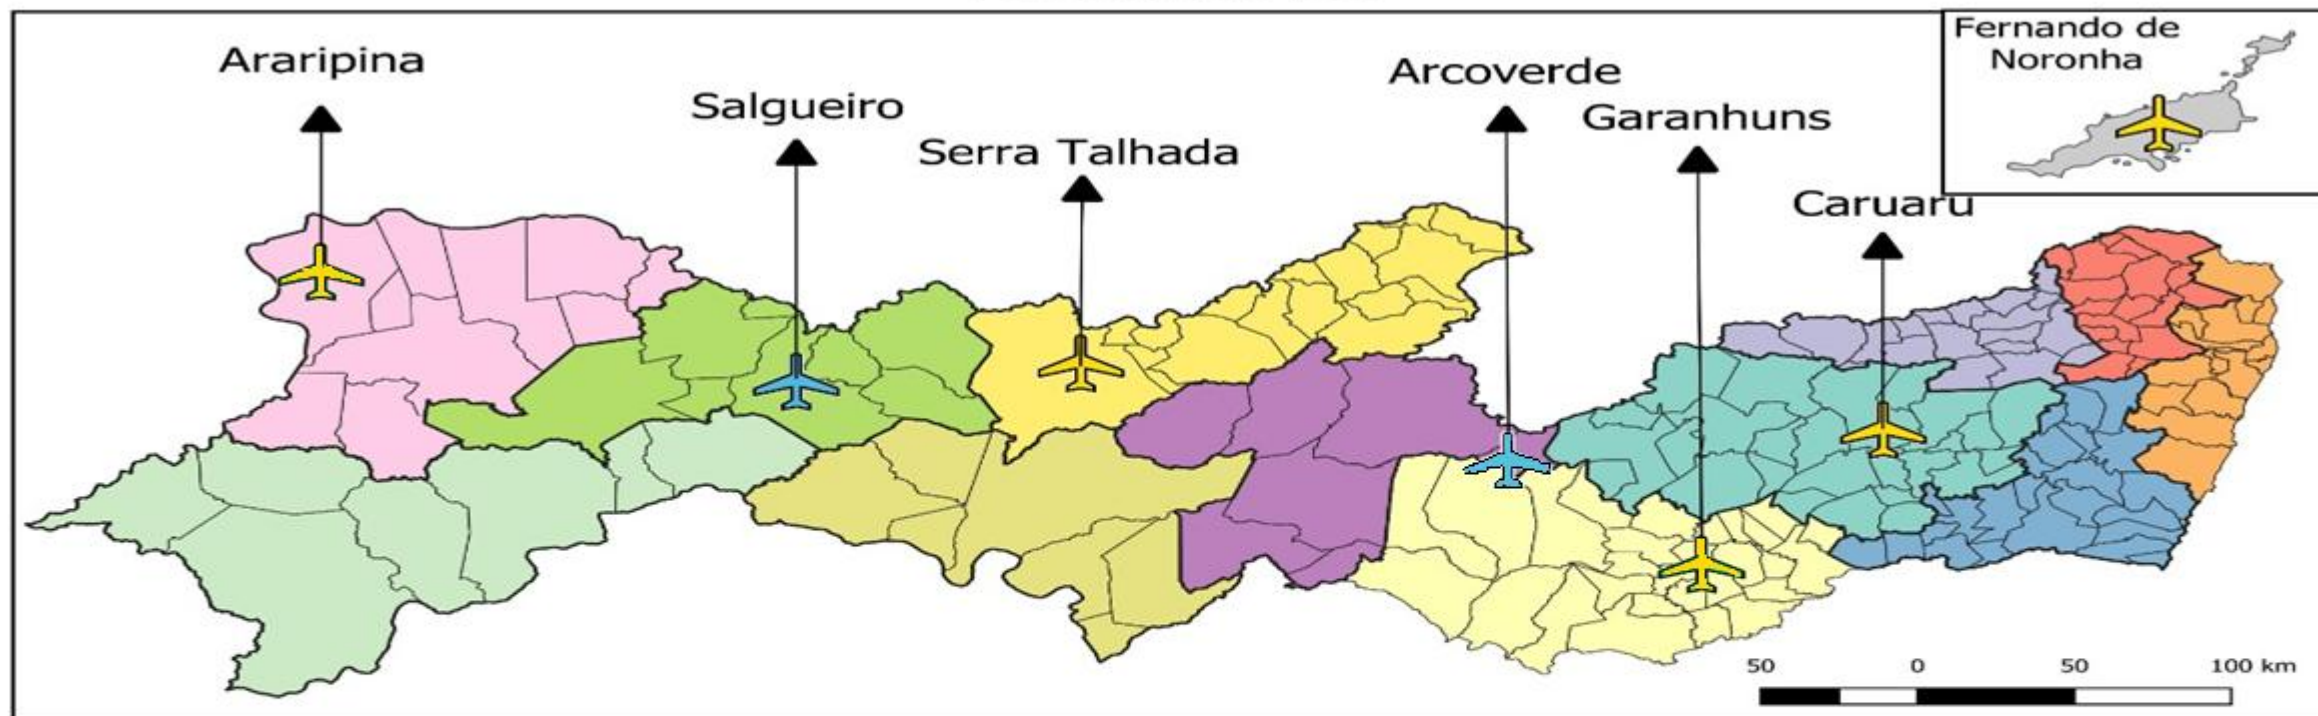 Araripina
Salgueiro
Serra Talhada
Arcoverde
Garanhuns
Caruaru
Fernando de
Noronha
50 0 50 100 km